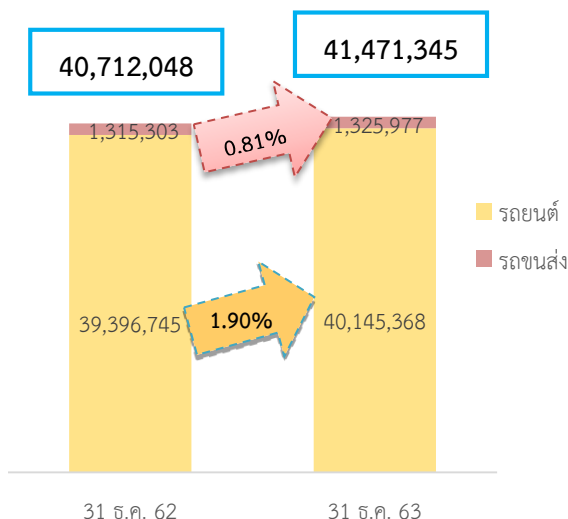 40,712,048
41,471,345
1,315,303
0.81%
1,325,977
รถยนต์
รถขนส่ง
39,396,745
1.90%
40,145,368
31 ธ.ค. 62
31 ธ.ค. 63